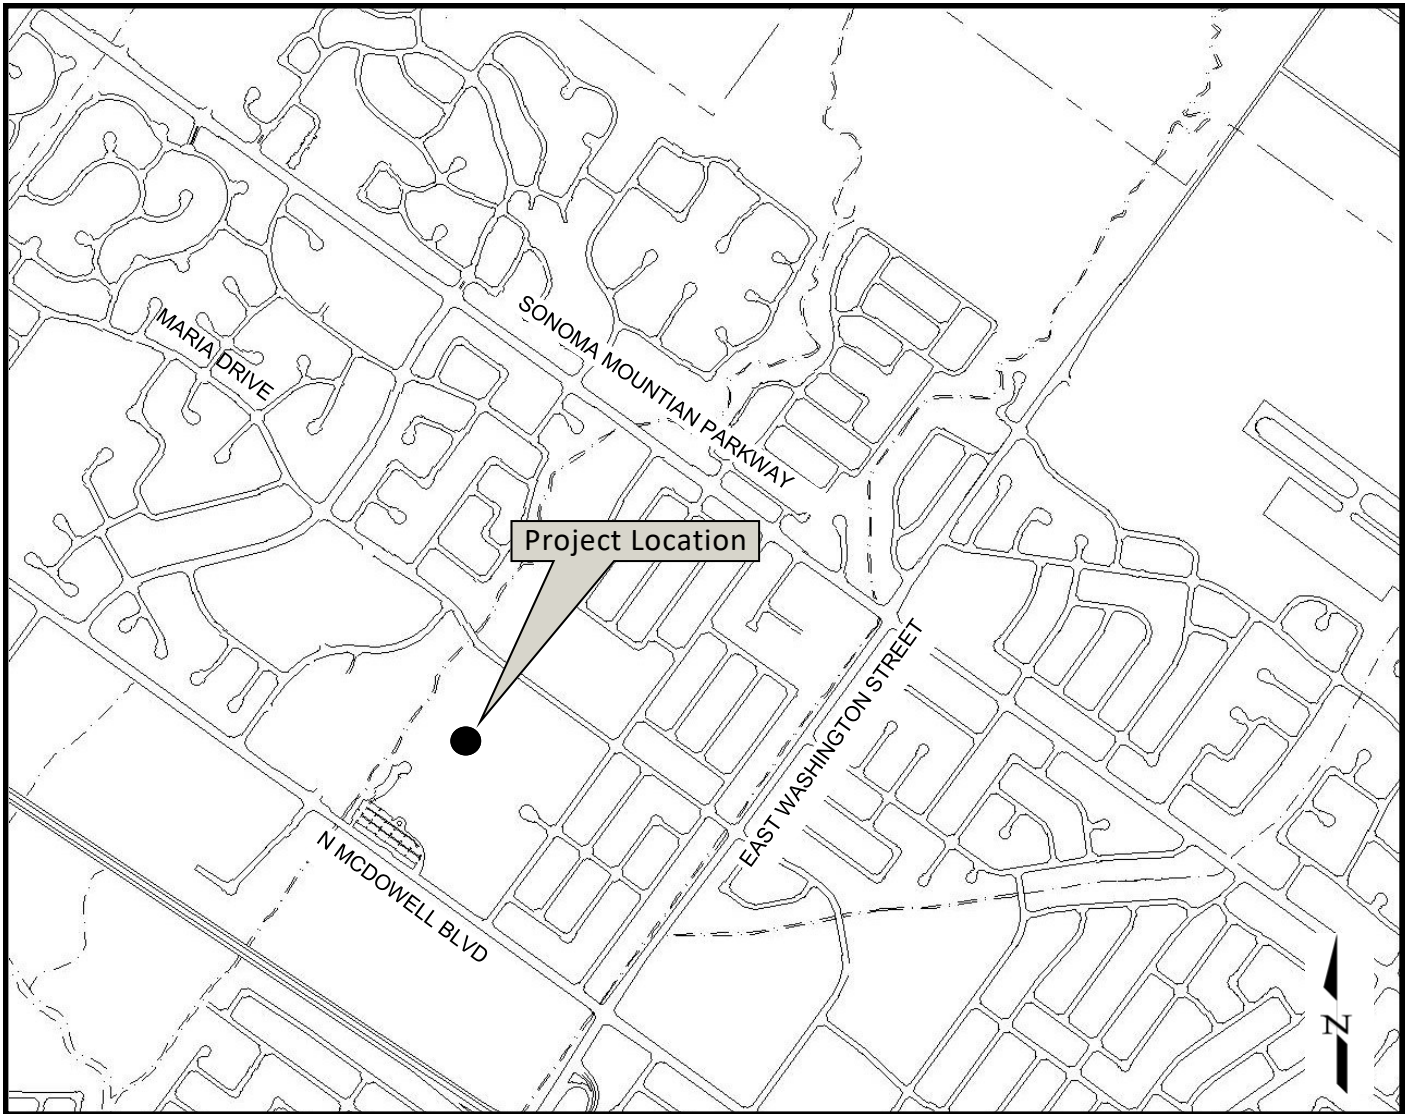 SONOMA MOUNTIAN PARKWAY
MARIA DRIVE
Project Location
EAST WASHINGTON STREET
N MCDOWELL BLVD
N